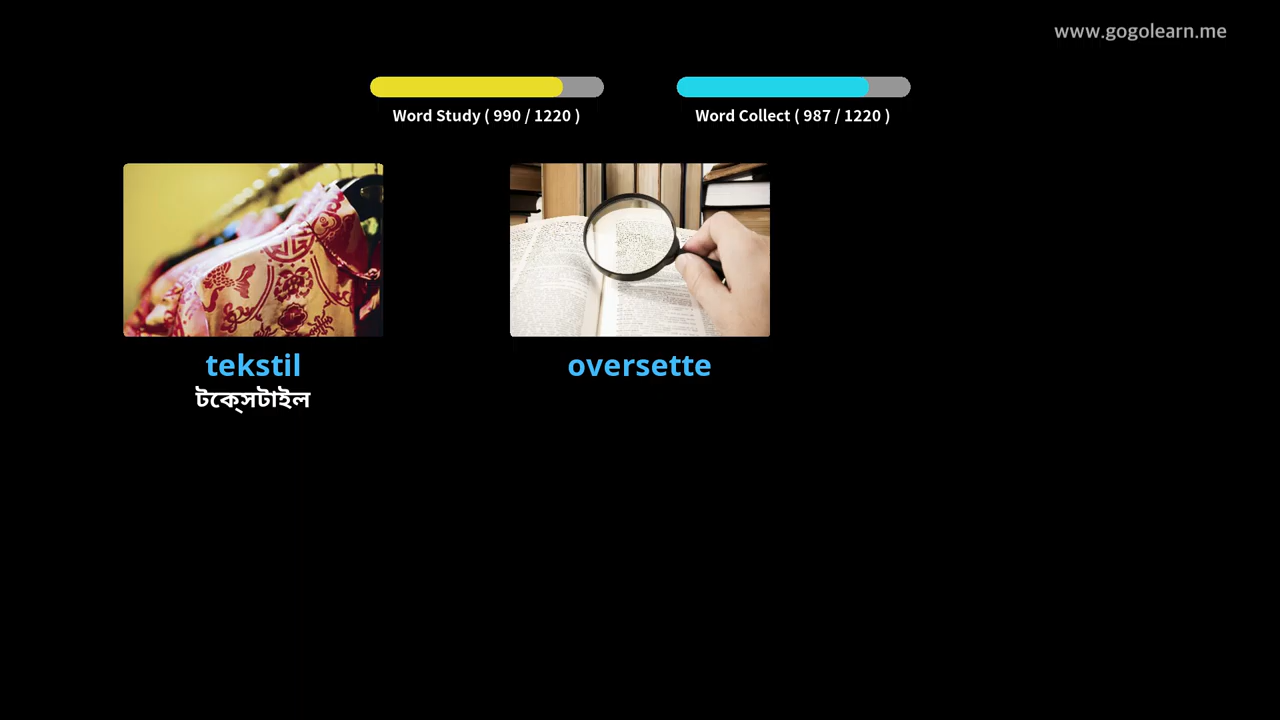 www.gogolearn.me
Word Study ( 990 / 1220 )
Word Collect ( 987 / 1220 )
tekstil
টেক্সটাইল
oversette